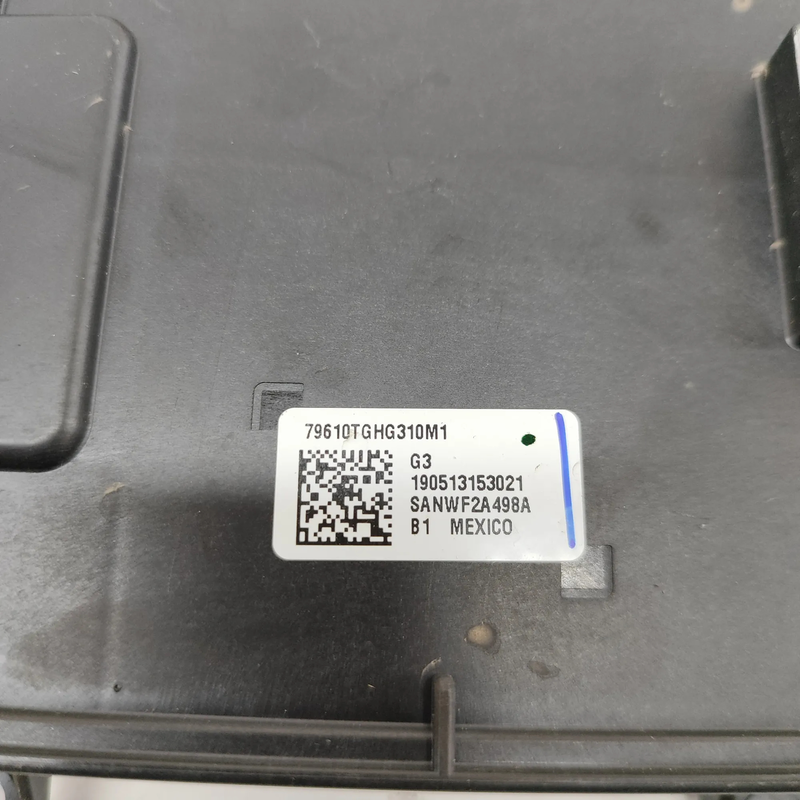 79610TGHG310M1
G3
190513153021
SANWF2A498A
B1 MEXICO